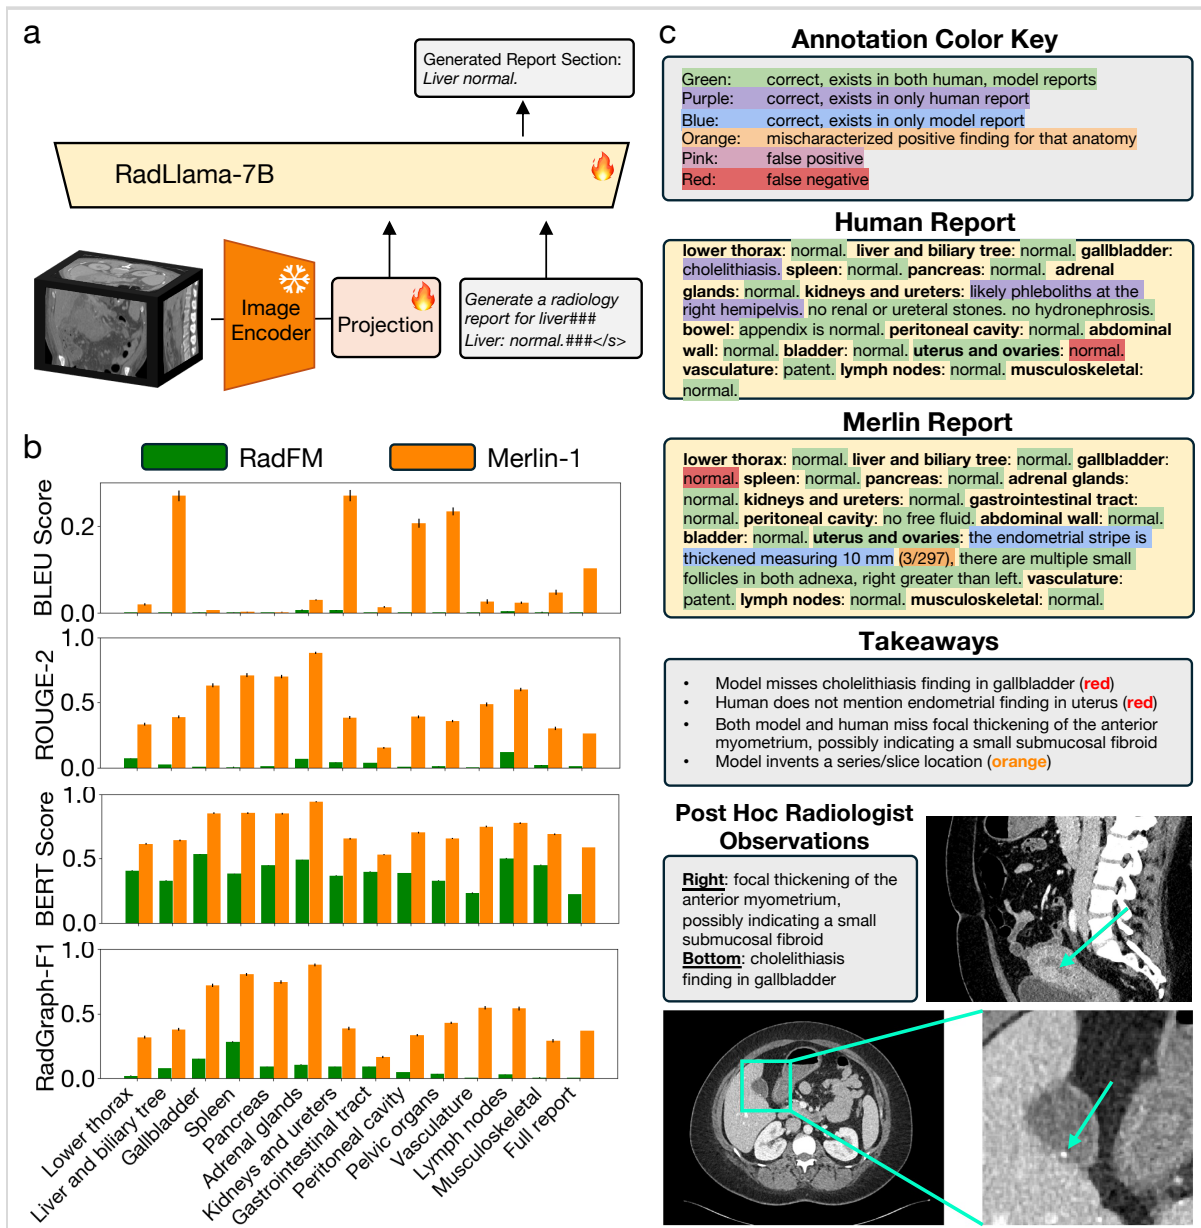 a
Generated Report Section:
Liver normal.
RadLlama-7B
Image
Encoder
Projection
Generate a radiology
report for liver###
Liver: normal.###</s>
b
RadFM
Merlin-1
BLEU Score
0.2
0.0
ROUGE-2
1.0
0.5
0.0
BERT Score
1.0
0.5
0.0
RadGraph-F1
1.0
0.5
0.0
Lower thorax
Liver and biliary tree
Gallbladder
Spleen
Pancreas
Adrenal glands
Kidneys and ureters
Gastrointestinal tract
Peritoneal cavity
Pelvic organs
Vasculature
Lymph nodes
Musculoskeletal
Full report
c
Annotation Color Key
Green: correct, exists in both human, model reports
Purple: correct, exists in only human report
Blue: correct, exists in only model report
Orange: mischaracterized positive finding for that anatomy
Pink: false positive
Red: false negative
Human Report
lower thorax: normal. liver and biliary tree: normal. gallbladder:
cholelithiasis. spleen: normal. pancreas: normal. adrenal
glands: normal. kidneys and ureters: likely phleboliths at the
right hemipelvis. no renal or ureteral stones. no hydronephrosis.
bowel: appendix is normal. peritoneal cavity: normal. abdominal
wall: normal. bladder: normal. uterus and ovaries: normal.
vasculature: patent. lymph nodes: normal. musculoskeletal:
normal.
Merlin Report
lower thorax: normal. liver and biliary tree: normal. gallbladder:
normal. spleen: normal. pancreas: normal. adrenal glands:
normal. kidneys and ureters: normal. gastrointestinal tract:
normal. peritoneal cavity: no free fluid. abdominal wall: normal.
bladder: normal. uterus and ovaries: the endometrial stripe is
thickened measuring 10 mm (3/297), there are multiple small
follicles in both adnexa, right greater than left. vasculature:
patent. lymph nodes: normal. musculoskeletal: normal.
Takeaways
• Model misses cholelithiasis finding in gallbladder (red)
• Human does not mention endometrial finding in uterus (red)
• Both model and human miss focal thickening of the anterior
myometrium, possibly indicating a small submucosal fibroid
• Model invents a series/slice location (orange)
Post Hoc Radiologist
Observations
Right: focal thickening of the
anterior myometrium,
possibly indicating a small
submucosal fibroid
Bottom: cholelithiasis
finding in gallbladder